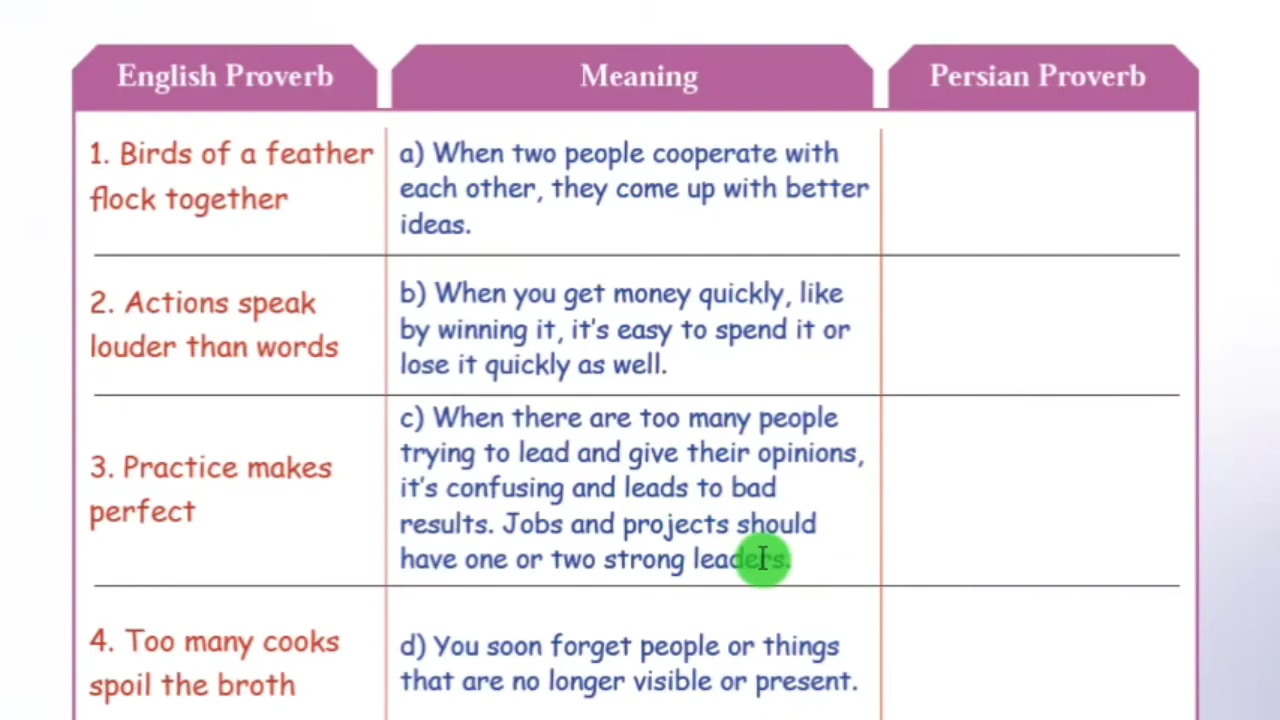 English Proverb
Meaning
Persian Proverb
1. Birds of a feather
flock together
a) When two people cooperate with
each other, they come up with better
ideas.
2. Actions speak
louder than words
b) When you get money quickly, like
by winning it, it's easy to spend it or
lose it quickly as well.
3. Practice makes
perfect
c) When there are too many people
trying to lead and give their opinions,
it's confusing and leads to bad
results. Jobs and projects should
have one or two strong leaders.
4. Too many cooks
spoil the broth
d) You soon forget people or things
that are no longer visible or present.